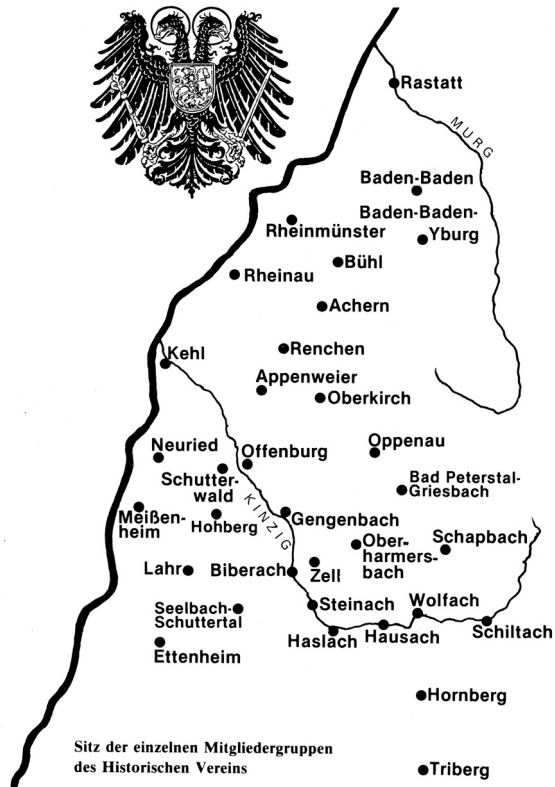 Rastatt
MURG
Baden-Baden
Baden-Baden-
Yburg
Rheinmünster
Bühl
Rheinau
Achern
Renchen
Kehl
Appenweier
Oberkirch
Oppenau
Neuried
Offenburg
Schutter-
wald
Bad Peterstal-
Griesbach
KINZIG
Meißen-
heim
Hohberg
Gengenbach
Ober-
harmers-
bach
Schapbach
Lahr
Biberach
Zell
Seelbach-
Schuttertal
Steinach
Wolfach
Haslach
Hausach
Schiltach
Ettenheim
Hornberg
Triberg
Sitz der einzelnen Mitgliedergruppen
des Historischen Vereins